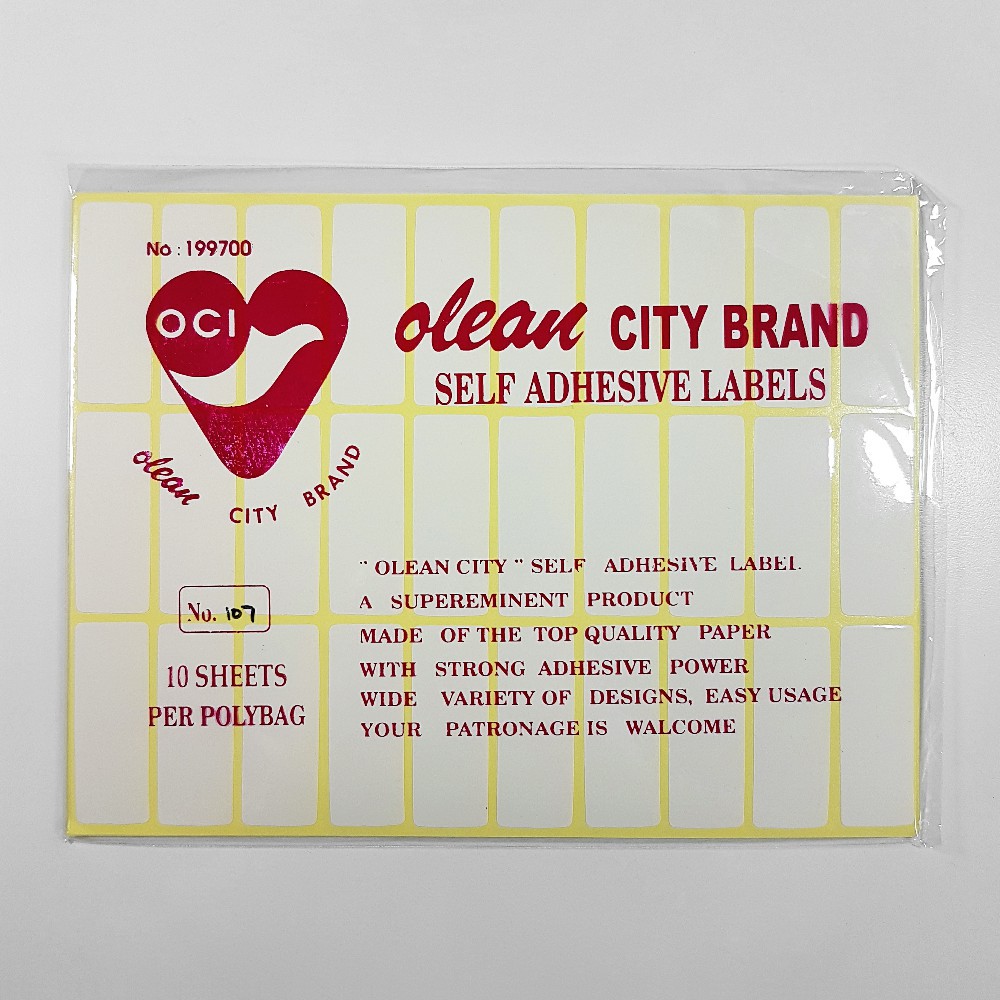 No : 199700
OCI
olean CITY BRAND
SELF ADHESIVE LABELS
olean CITY BRAND
" OLEAN CITY " SELF ADHESIVE LABEL
A SUPEREMINENT PRODUCT
No. 107
MADE OF THE TOP QUALITY PAPER
10 SHEETS
WITH STRONG ADHESIVE POWER
WIDE VARIETY OF DESIGNS, EASY USAGE
PER POLYBAG
YOUR PATRONAGE IS WALCOME